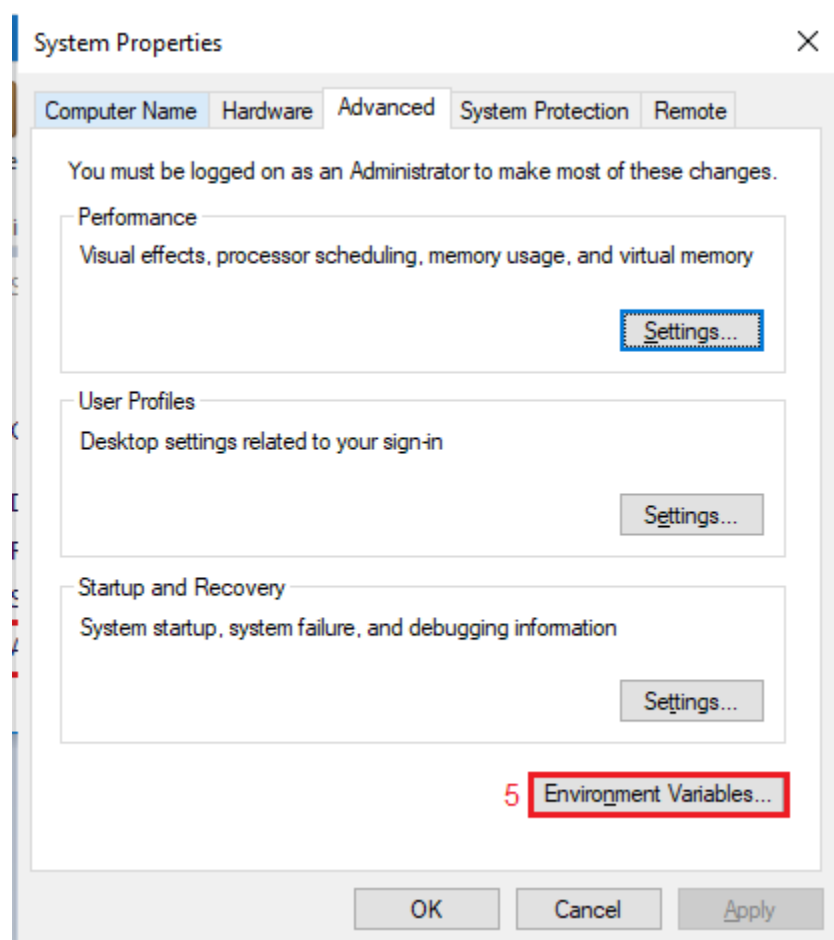 System Properties
Computer Name Hardware Advanced System Protection Remote
You must be logged on as an Administrator to make most of these changes.
Performance
Visual effects, processor scheduling, memory usage, and virtual memory
Settings...
User Profiles
Desktop settings related to your sign-in
Settings...
Startup and Recovery
System startup, system failure, and debugging information
Settings...
5 Environment Variables...
OK Cancel Apply